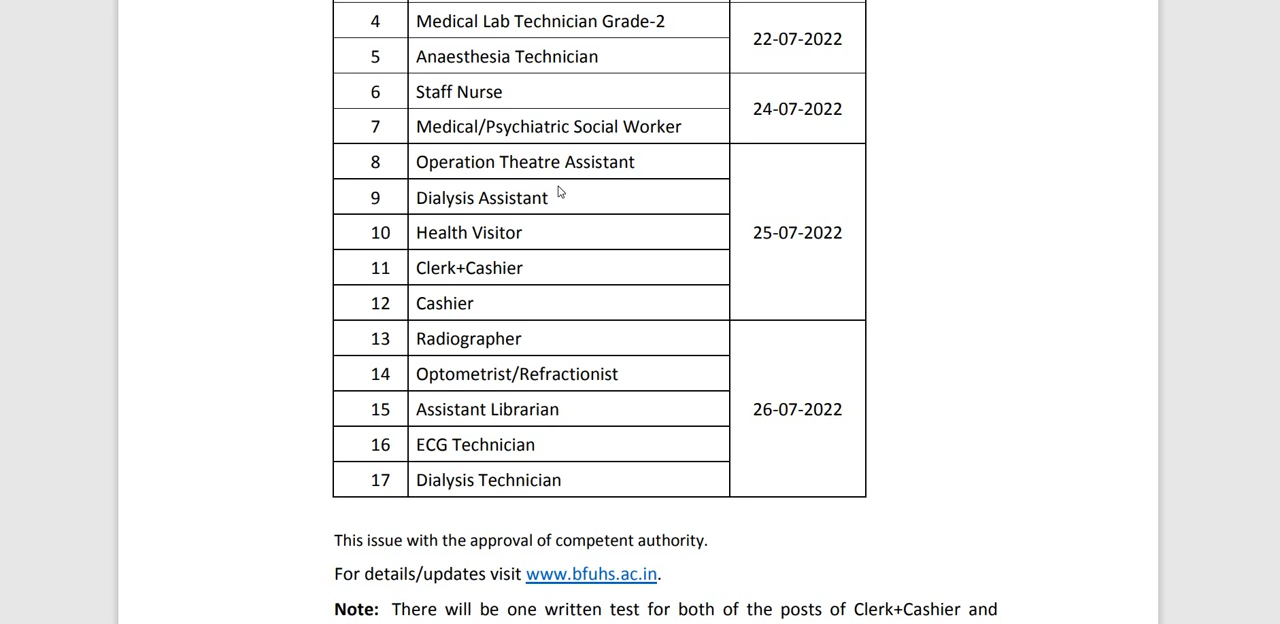 4 Medical Lab Technician Grade-2
22-07-2022
5 Anaesthesia Technician
6 Staff Nurse
24-07-2022
7 Medical/Psychiatric Social Worker
8 Operation Theatre Assistant
9 Dialysis Assistant
10 Health Visitor
25-07-2022
11 Clerk+Cashier
12 Cashier
13 Radiographer
14 Optometrist/Refractionist
15 Assistant Librarian
26-07-2022
16 ECG Technician
17 Dialysis Technician
This issue with the approval of competent authority.
For details/updates visit www.bfuhs.ac.in.
Note: There will be one written test for both of the posts of Clerk+Cashier and